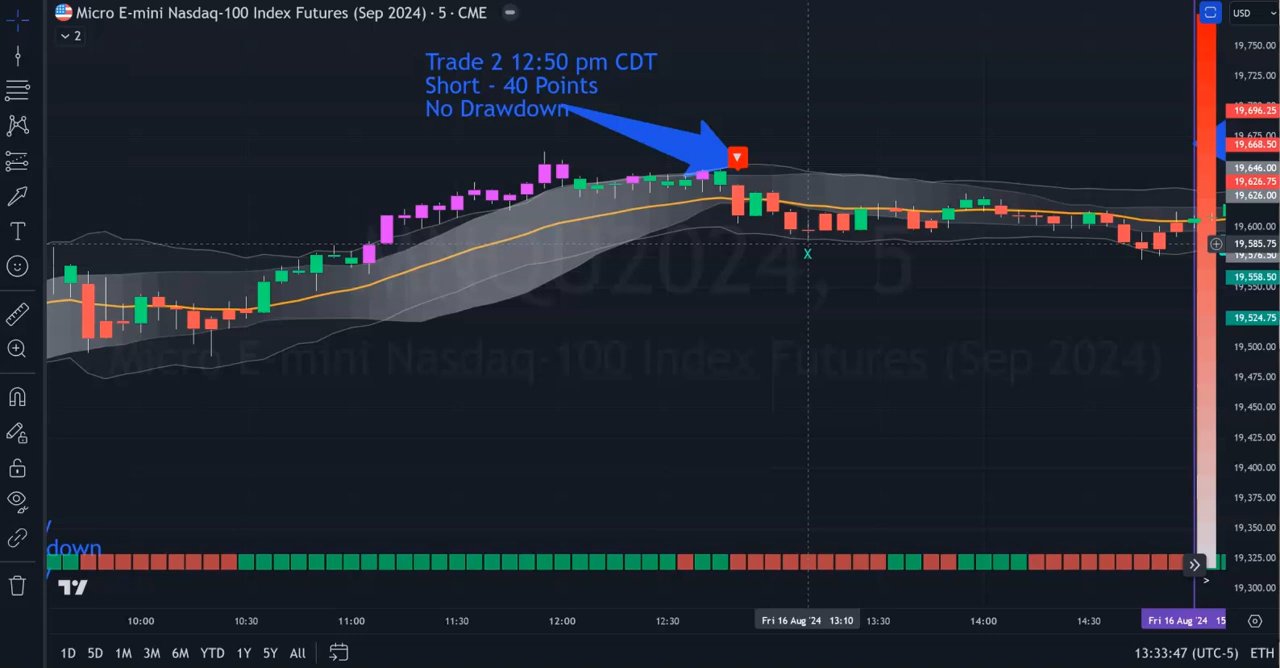 Micro E-mini Nasdaq-100 Index Futures (Sep 2024) · 5 · CME
USD
2
Trade 2 12:50 pm CDT
Short - 40 Points
No Drawdown
19,750.00
19,725.00
19,696.25
19,675.00
19,668.50
19,646.00
19,626.75
19,626.00
19,600.00
19,585.75
19,576.50
19,558.50
19,550.00
19,524.75
19,500.00
19,475.00
19,450.00
19,425.00
19,400.00
19,375.00
19,350.00
19,325.00
19,300.00
2024, 5
Micro E-mini Nasdaq-100 Index Futures (Sep 2024)
X
down
10:00 10:30 11:00 11:30 12:00 12:30 Fri 16 Aug '24 13:10 13:30 14:00 14:30 Fri 16 Aug '24 15
1D 5D 1M 3M 6M YTD 1Y 5Y All 13:33:47 (UTC-5) ETH